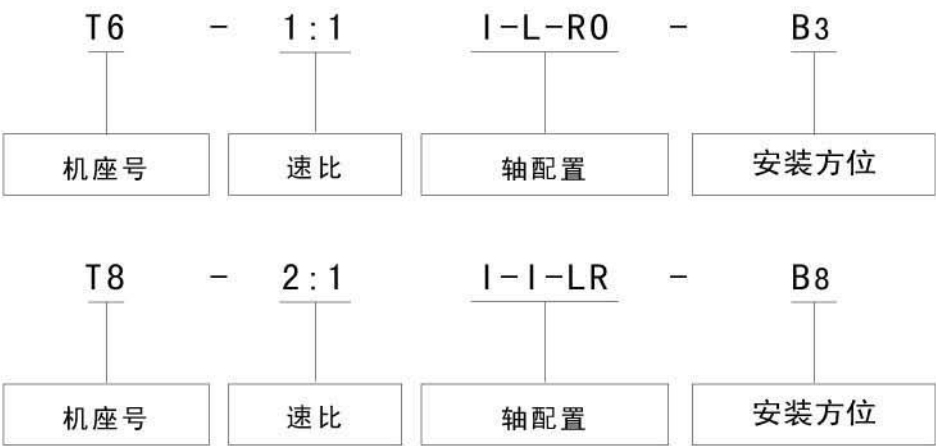 T6 - 1:1 I-L-RO - B3
机座号 速比 轴配置 安装方位
T8 - 2:1 I-I-LR - B8
机座号 速比 轴配置 安装方位